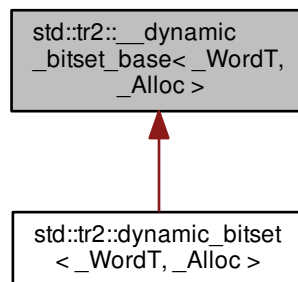 std::tr2::__dynamic
_bitset_base< _WordT,
_Alloc >
std::tr2::dynamic_bitset
< _WordT, _Alloc >